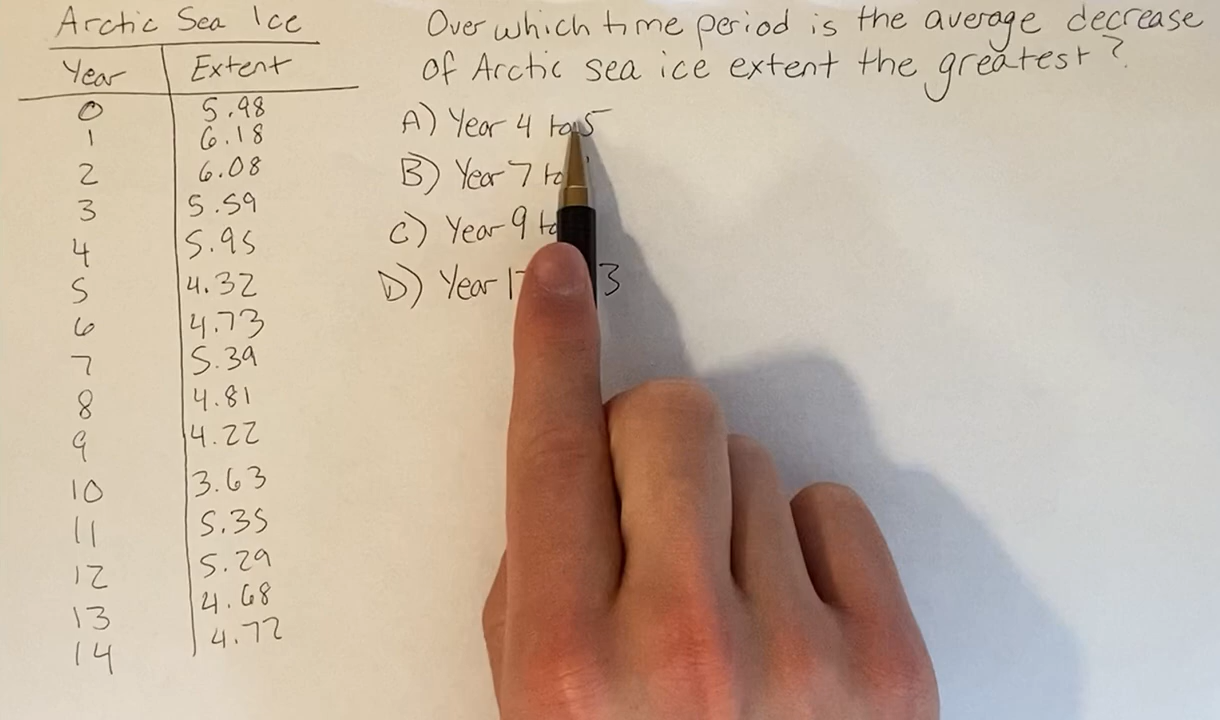 Arctic Sea Ice
Year Extent
0 5.98
1 6.18
2 6.08
3 5.59
4 5.95
5 4.32
6 4.73
7 5.39
8 4.81
9 4.22
10 3.63
11 5.35
12 5.29
13 4.68
14 4.72
Over which time period is the average decrease
of Arctic sea ice extent the greatest?
A) Year 4 to 5
B) Year 7 to
C) Year 9 to
D) Year 3